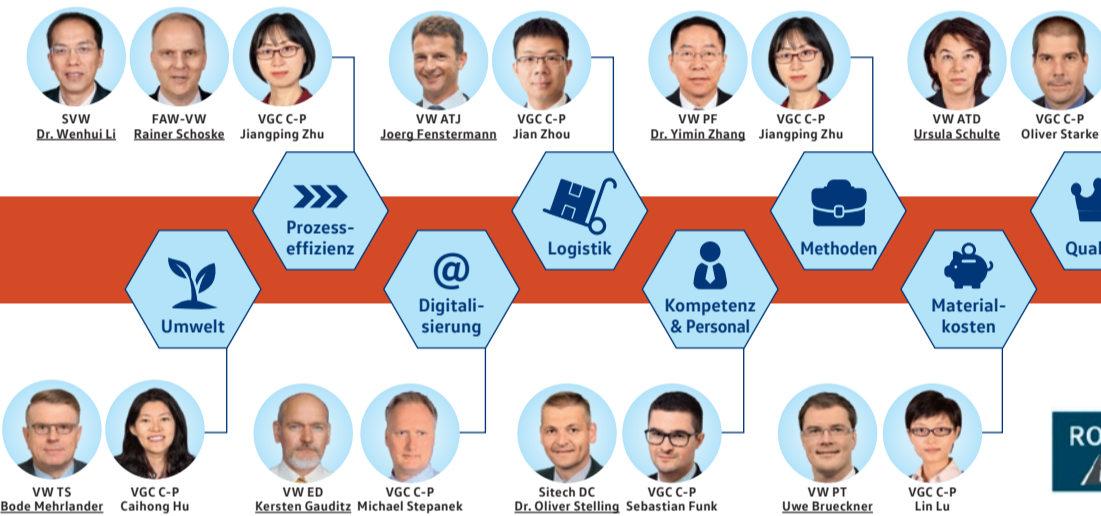 SVW
Dr. Wenhui Li
FAW-VW
Rainer Schoske
VGC C-P
Jiangping Zhu
VW ATJ
Joerg Fenstermann
VGC C-P
Jian Zhou
VW PF
Dr. Yimin Zhang
VGC C-P
Jiangping Zhu
VW ATD
Ursula Schulte
VGC C-P
Oliver Starke
Prozess-
effizienz
Logistik
Methoden
Qual
Umwelt
@
Digitali-
sierung
Kompetenz
& Personal
Material-
kosten
RO
VW TS
Bode Mehrlander
VGC C-P
Caihong Hu
VW ED
Kersten Gauditz
VGC C-P
Michael Stepanek
Sitech DC
Dr. Oliver Stelling
VGC C-P
Sebastian Funk
VW PT
Uwe Brueckner
VGC C-P
Lin Lu